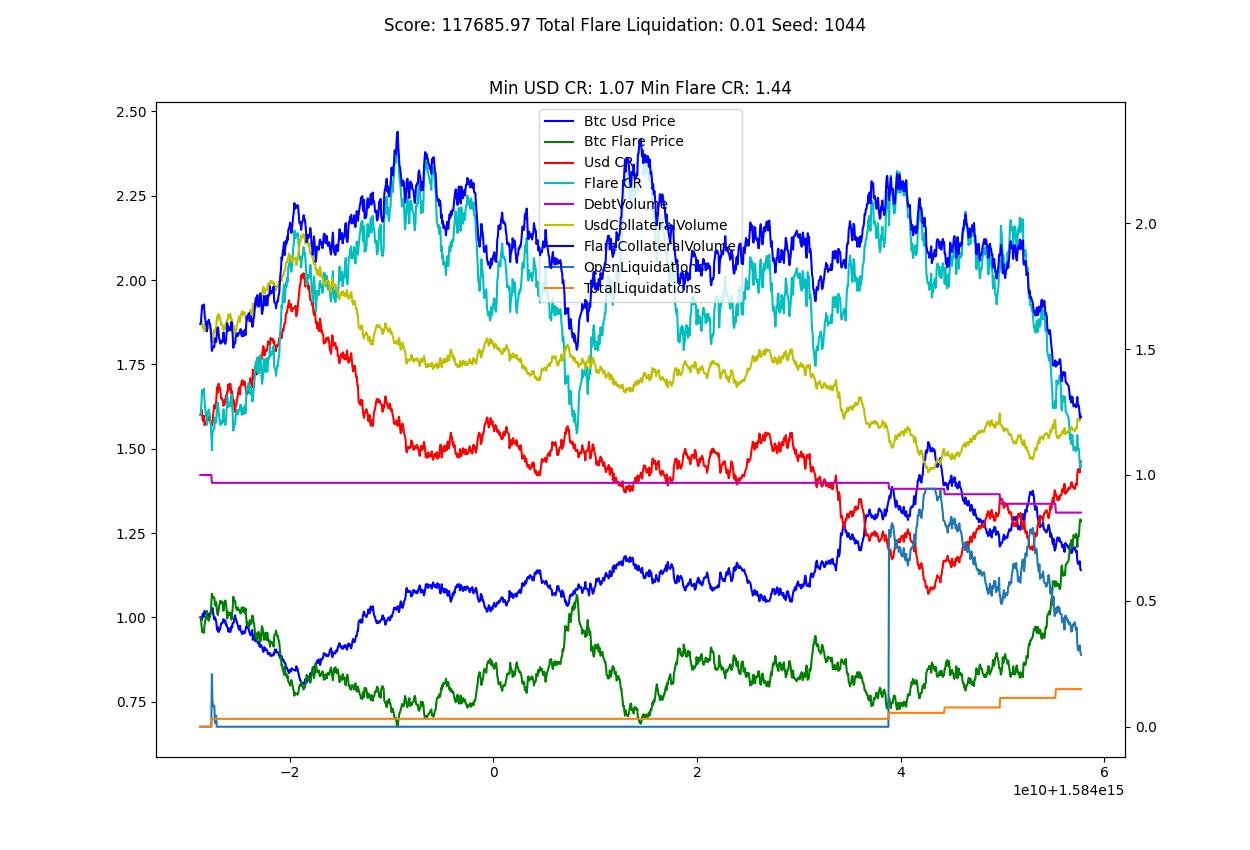 Score: 117685.97 Total Flare Liquidation: 0.01 Seed: 1044
Min USD CR: 1.07 Min Flare CR: 1.44
Btc Usd Price
Btc Flare Price
Usd CR
Flare CR
DebtVolume
UsdCollateralVolume
FlareCollateralVolume
OpenLiquidations
TotalLiquidations
2.50
2.25
2.00
1.75
1.50
1.25
1.00
0.75
2.0
1.5
1.0
0.5
0.0
−2
0
2
4
6
1e10+1.584e15